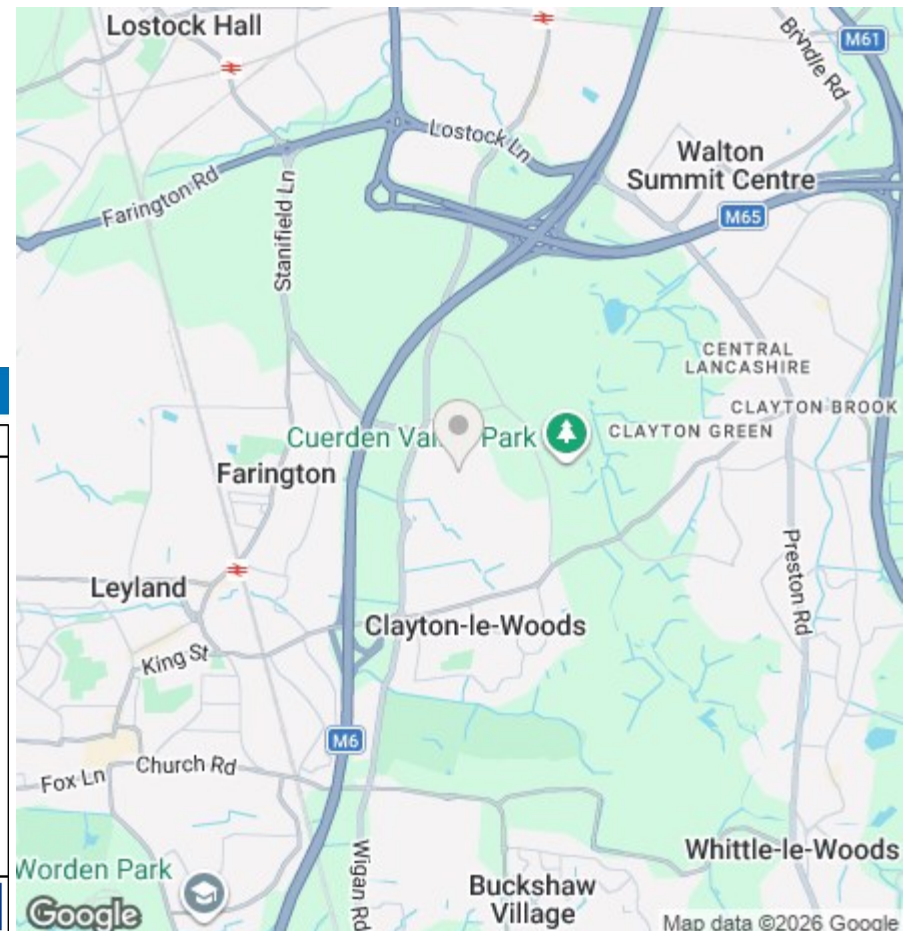 Lostock Hall
M61
Brindle Rd
Lostock Ln
Walton
Summit Centre
Farington Rd
M65
Stanifield Ln
CENTRAL
LANCASHIRE
CLAYTON BROOK
Cuerden Val Park
CLAYTON GREEN
Farington
Leyland
Preston Rd
Clayton-le-Woods
King St
M6
Church Rd
Fox Ln
Wigan Rd
Whittle-le-Woods
Worden Park
Buckshaw
Village
Google
Map data ©2026 Google